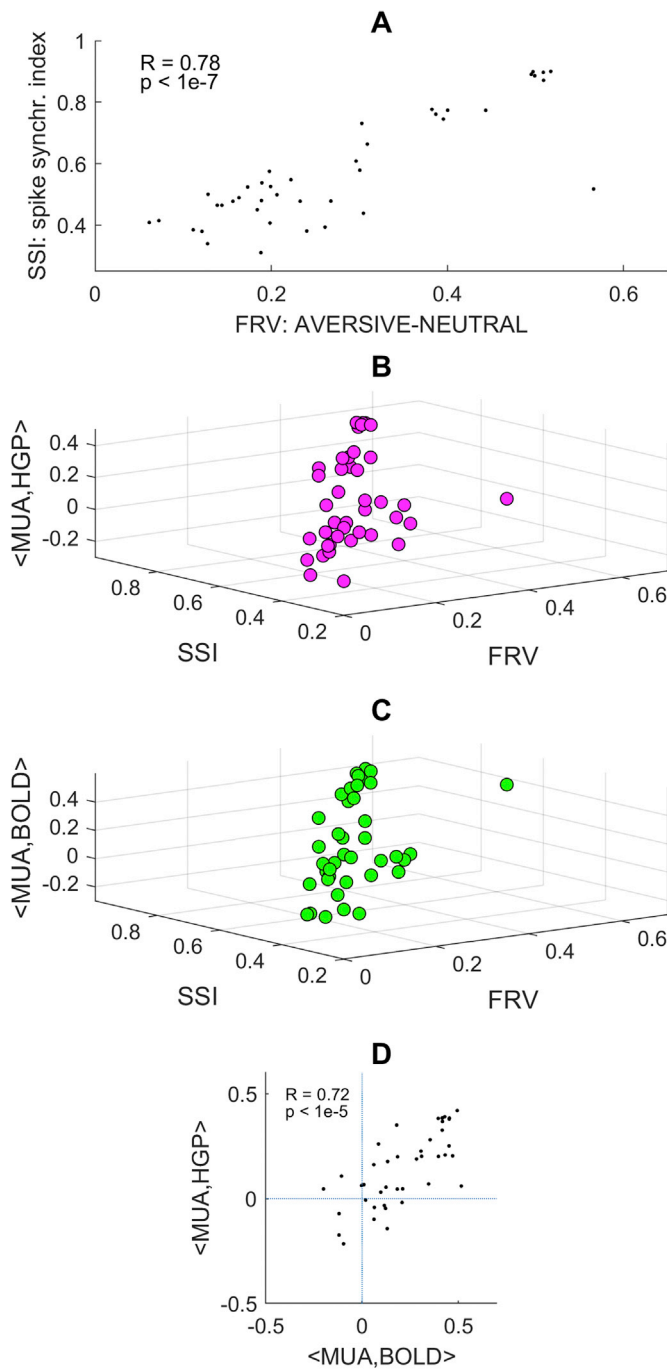 A
R = 0.78
p < 1e-7
1
0.8
0.6
0.4
SSI: spike synchr. index
0 0.2 0.4 0.6
FRV: AVERSIVE-NEUTRAL
B
<MUA,HGP>
0.4
0.2
0
-0.2
0.8 0.6 0.4 0.2
SSI
0 0.2 0.4 0.6
FRV
C
<MUA,BOLD>
0.4
0.2
0
-0.2
0.8 0.6 0.4 0.2
SSI
0 0.2 0.4 0.6
FRV
D
R = 0.72
p < 1e-5
<MUA,HGP>
0.5
0
-0.5
-0.5 0 0.5
<MUA,BOLD>